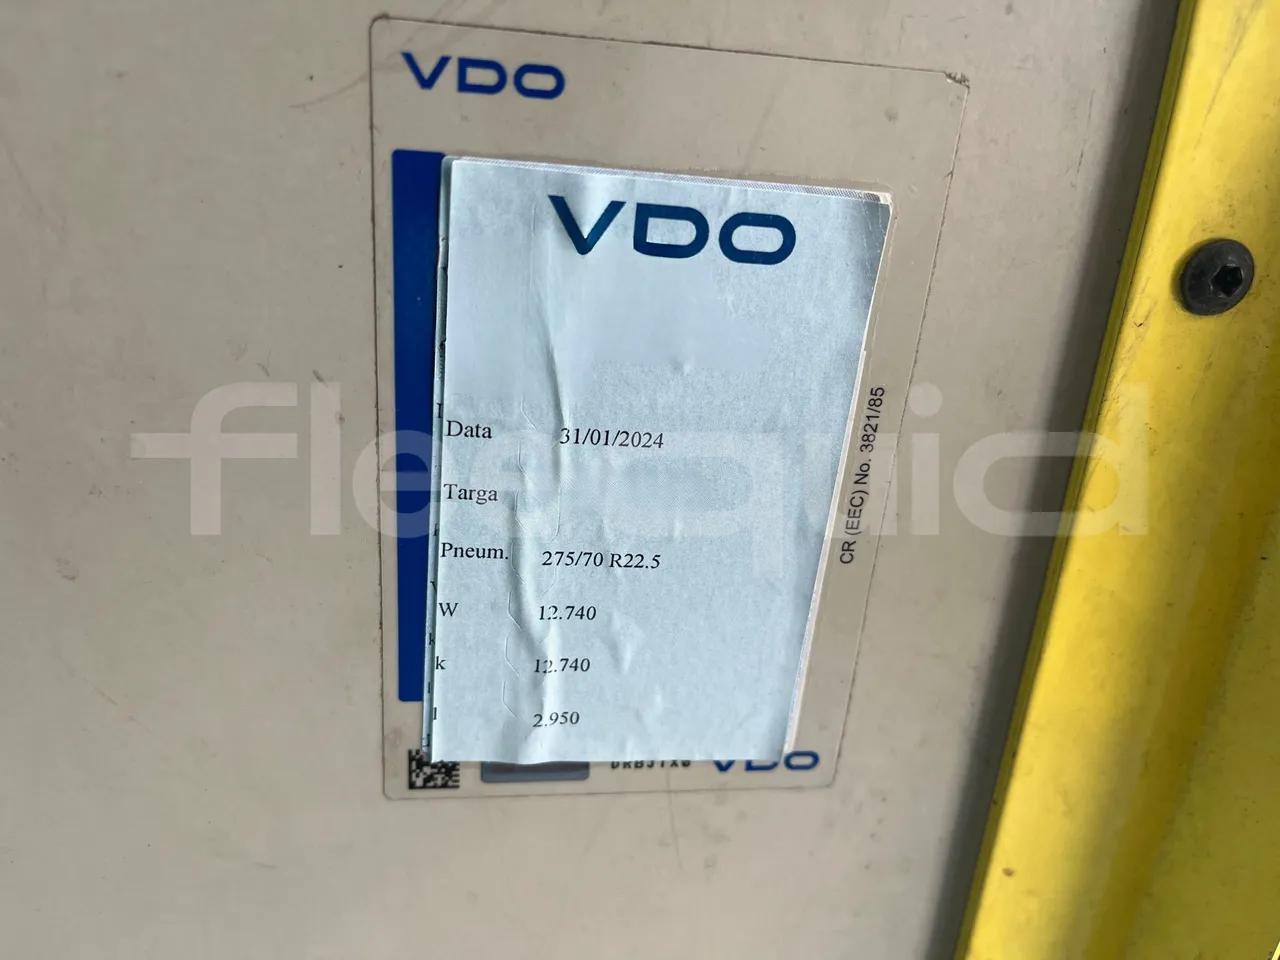 VDO
VDO
Data 31/01/2024
Targa
Pneum. 275/70 R22.5
W 12.740
k 12.740
l 2.950
CR (EEC) No. 3821/85
VDO
fleequid